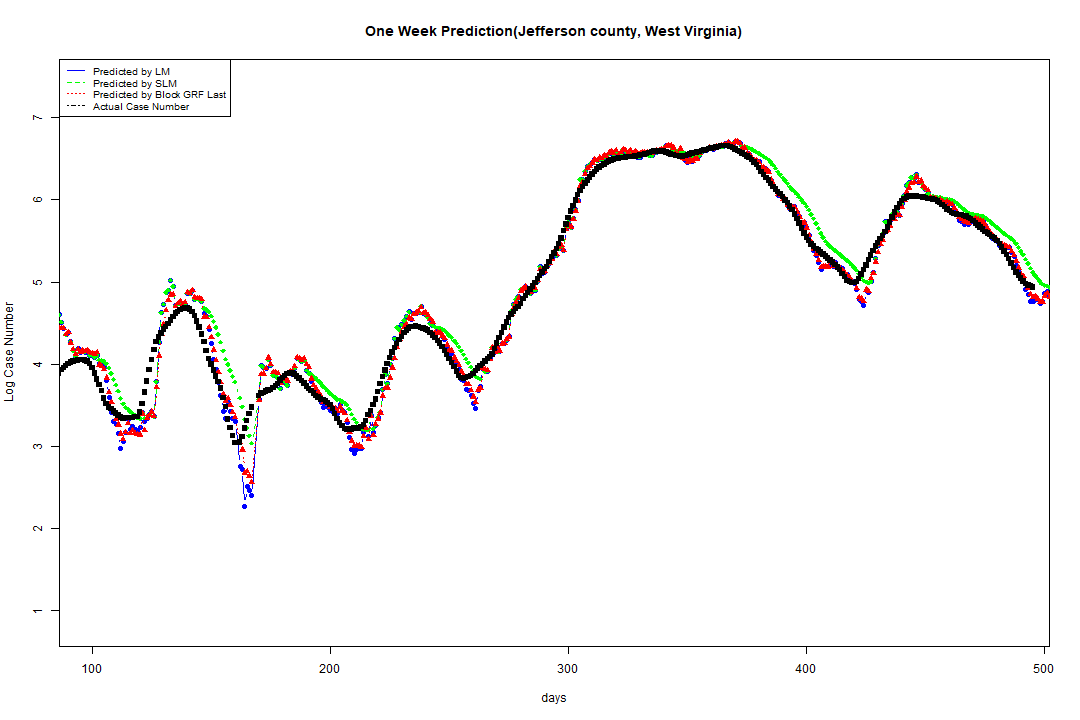 One Week Prediction(Jefferson county, West Virginia)
Predicted by LM
Predicted by SLM
Predicted by Block GRF Last
Actual Case Number
7
6
5
4
3
2
1
Log Case Number
100 200 300 400 500
days